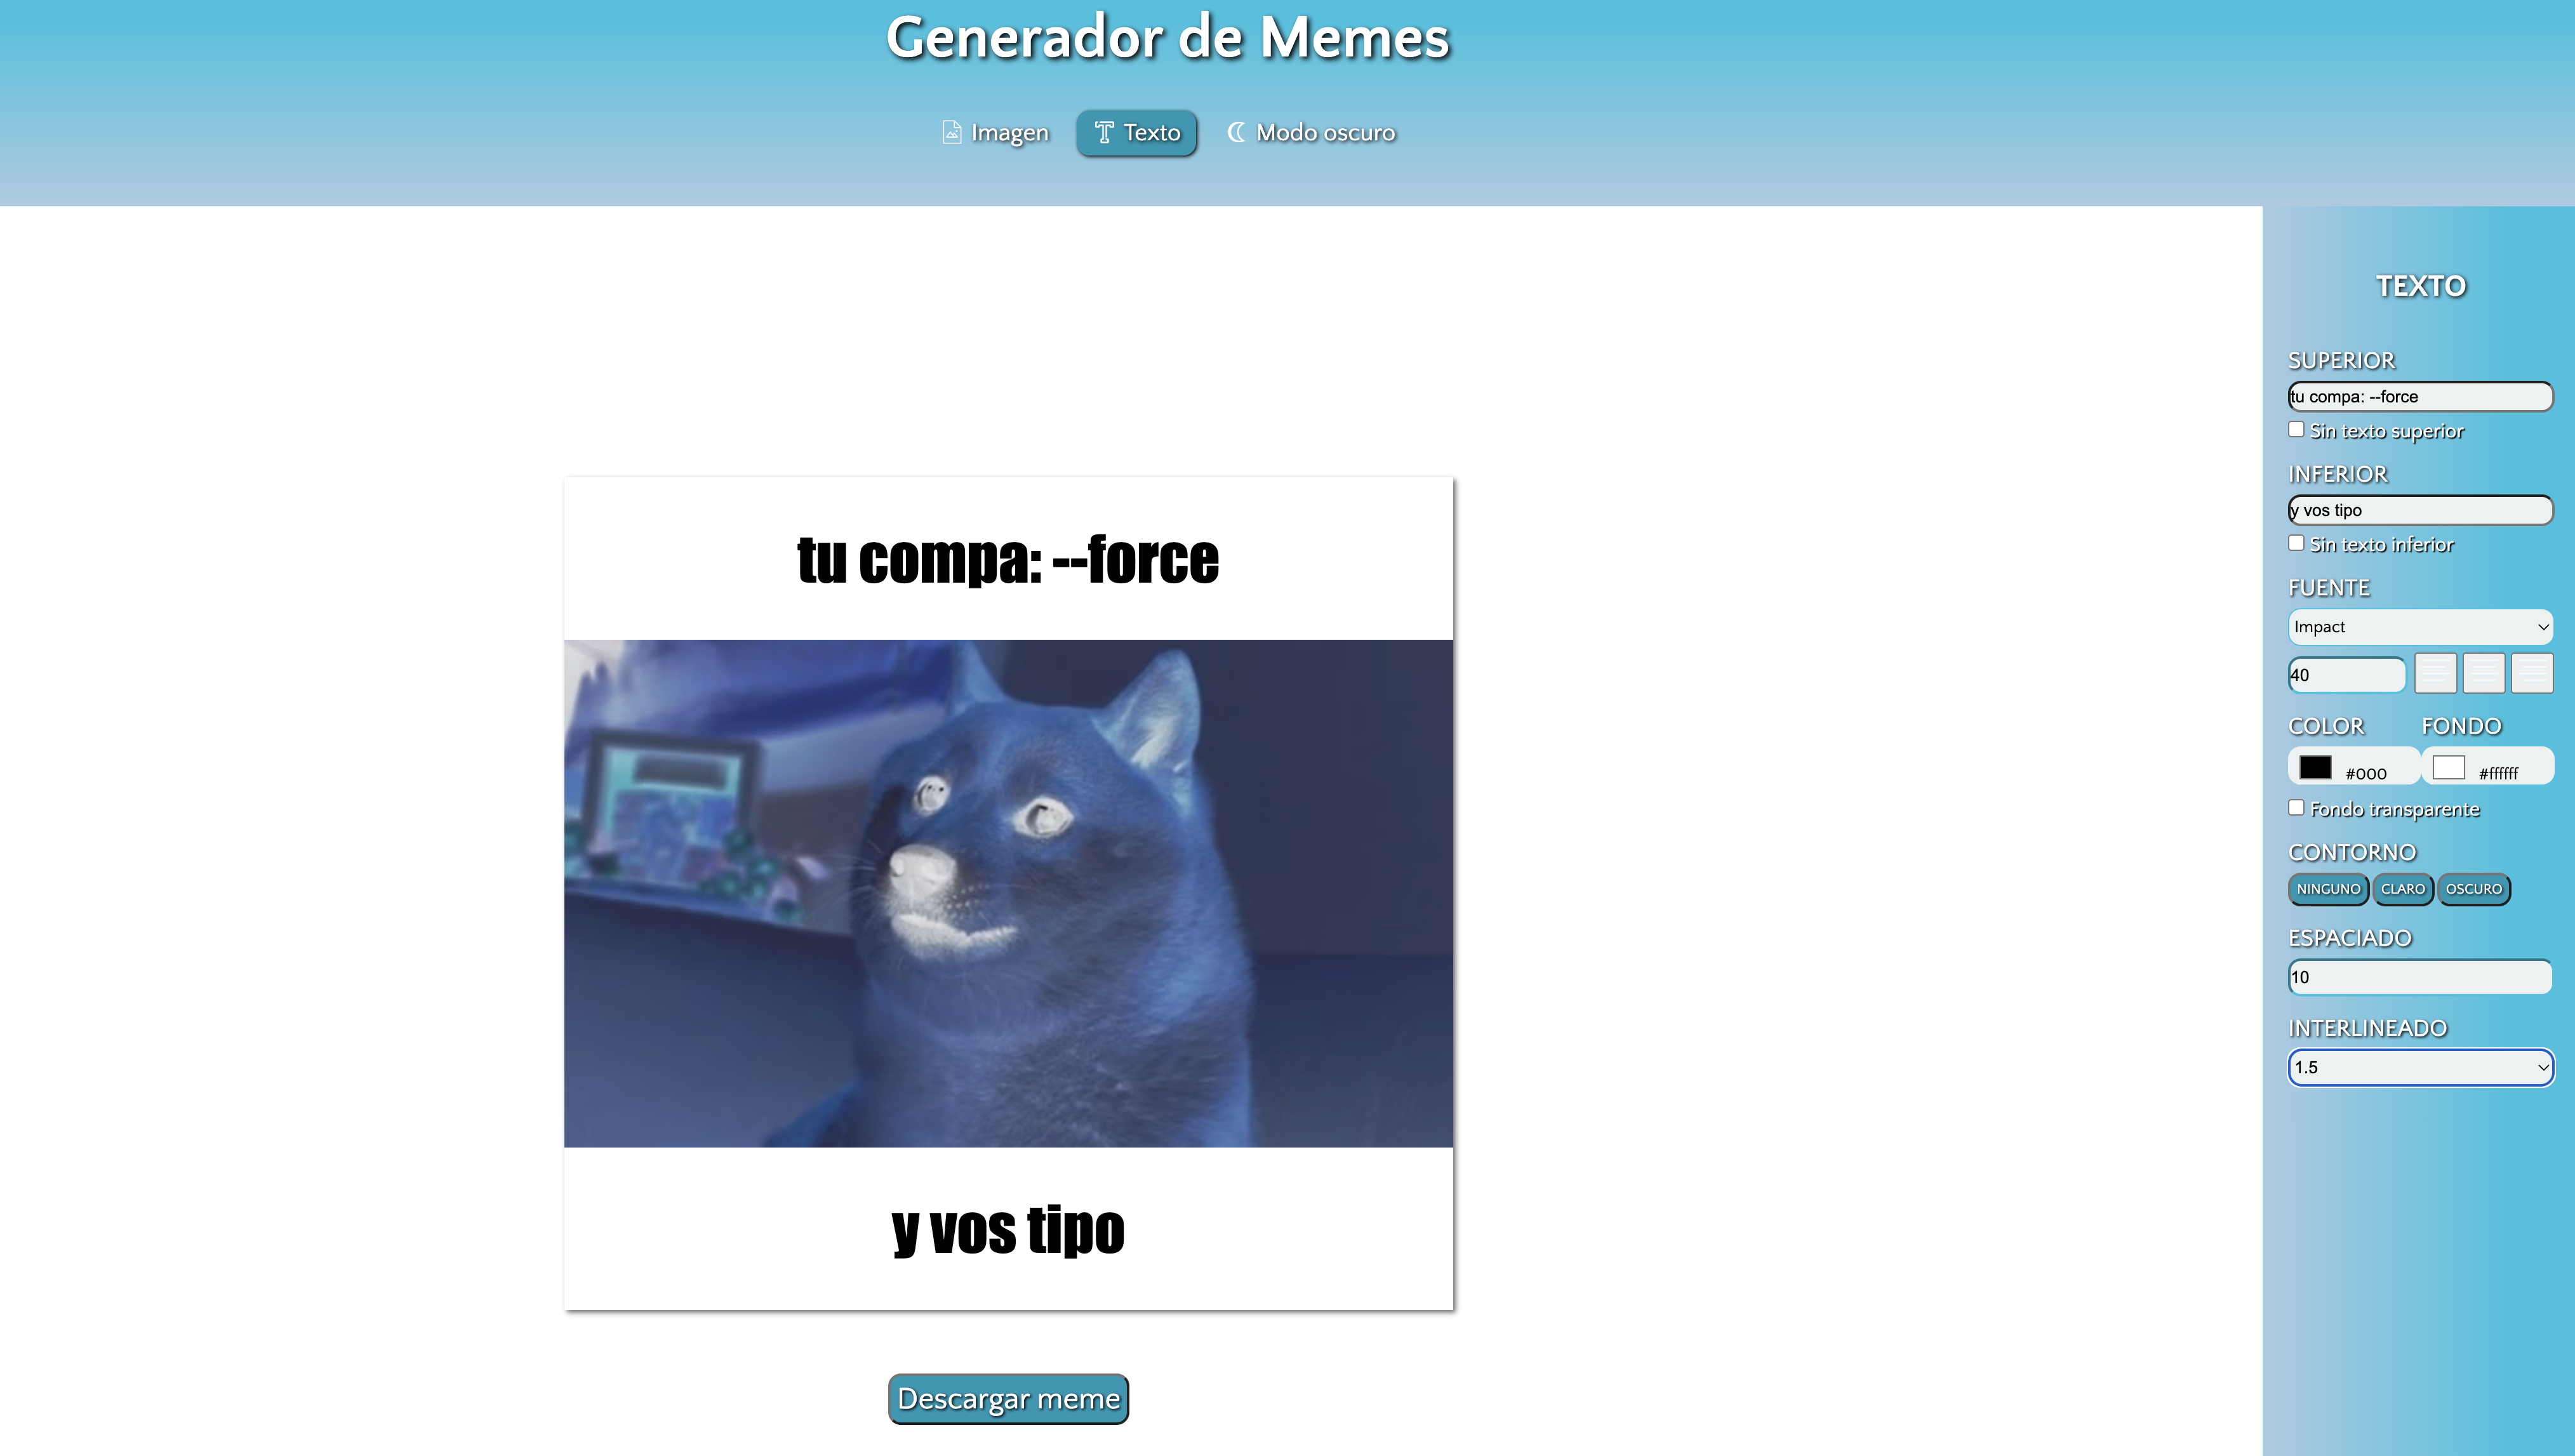 Generador de Memes
Imagen
Texto
Modo oscuro
tu compa: --force
y vos tipo
Descargar meme
TEXTO
SUPERIOR
tu compa: --force
Sin texto superior
INFERIOR
y vos tipo
Sin texto inferior
FUENTE
Impact
40
COLOR FONDO
#000 #ffffff
Fondo transparente
CONTORNO
NINGUNO CLARO OSCURO
ESPACIADO
10
INTERLINEADO
1.5